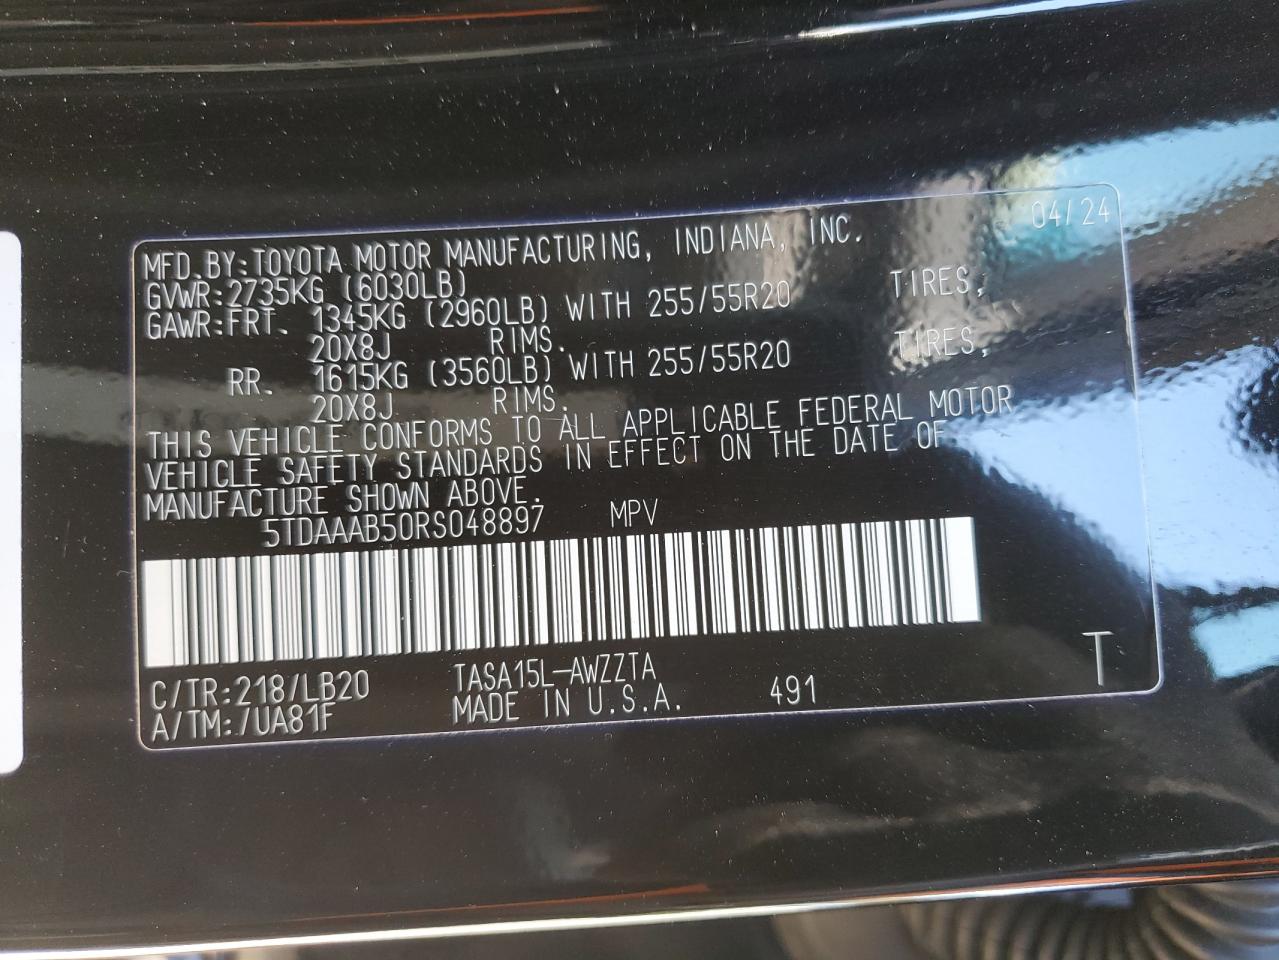 04/24
MFD.BY:TOYOTA MOTOR MANUFACTURING, INDIANA, INC.
GVWR:2735KG (6030LB)
GAWR:FRT. 1345KG (2960LB) WITH 255/55R20 TIRES,
20X8J RIMS.
RR. 1615KG (3560LB) WITH 255/55R20 TIRES,
20X8J RIMS.
THIS VEHICLE CONFORMS TO ALL APPLICABLE FEDERAL MOTOR
VEHICLE SAFETY STANDARDS IN EFFECT ON THE DATE OF
MANUFACTURE SHOWN ABOVE.
5TDAAAB50RS048897 MPV
C/TR:218/LB20 TASA15L-AWZZTA
A/TM:/UA81F MADE IN U.S.A. 491 T